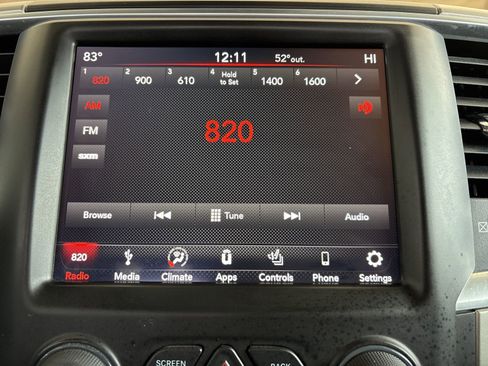 83° 12:11 52°out. HI
1 820 2 900 3 610 4 Hold to Set 5 1400 6 1600
AM
820
FM
sxm
Browse Tune Audio
820
Radio Media Climate Apps Controls Phone Settings
SCREEN BACK